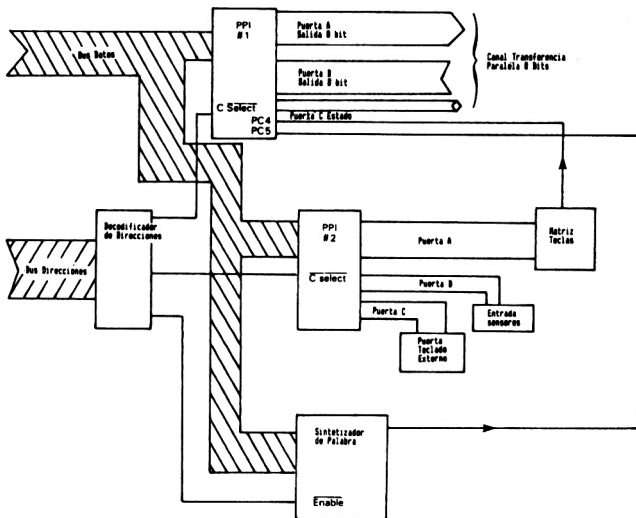 PPI
# 1
C Select
PC4
PC5
Puerta A
Salida 8 bit
Puerta B
Salida 8 bit
Puerta C Estado
Canal Transferencia
Paralela 8 Bits
Bus Datos
Decodificador
de Direcciones
Bus Direcciones
PPI
# 2
C select
Puerta A
Puerta B
Puerta C
Matriz
Teclas
Entrada
sensores
Puerta
Teclado
Externo
Sintetizador
de Palabra
Enable